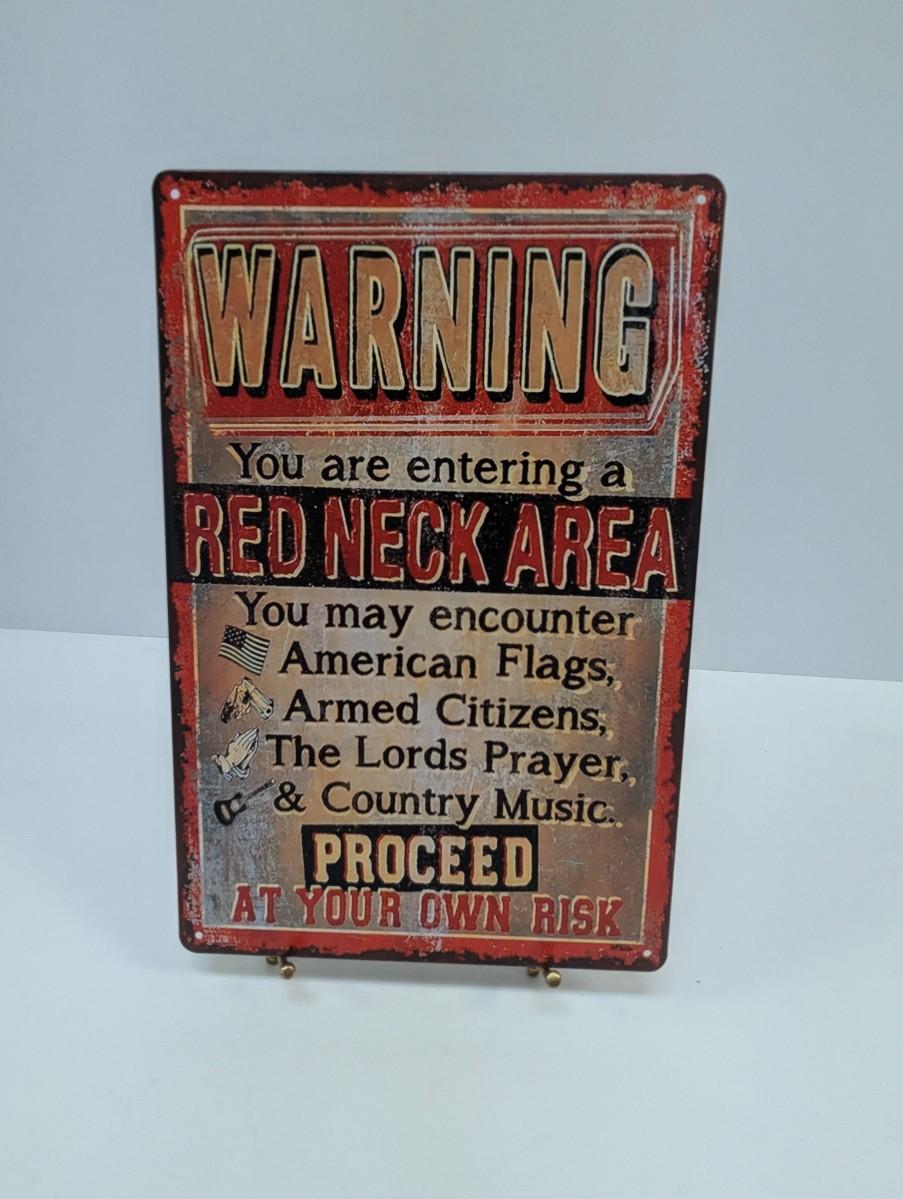 WARNING
You are entering a
RED NECK AREA
You may encounter
American Flags,
Armed Citizens,
The Lords Prayer,
& Country Music.
PROCEED
AT YOUR OWN RISK